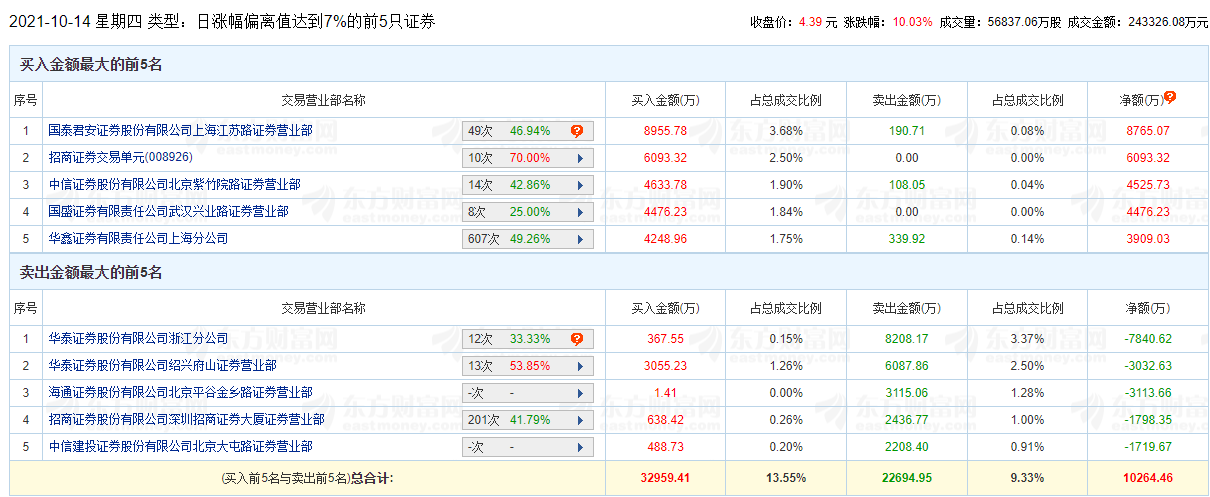 2021-10-14 星期四 类型：日涨幅偏离值达到7%的前5只证券 收盘价：4.39 元 涨跌幅：10.03% 成交量：56837.06万股 成交金额：243326.08万元
买入金额最大的前5名
序号 交易营业部名称 买入金额(万) 占总成交比例 卖出金额(万) 占总成交比例 净额(万)
1 国泰君安证券股份有限公司上海江苏路证券营业部 49次 46.94% 8955.78 3.68% 190.71 0.08% 8765.07
2 招商证券交易单元(008926) 10次 70.00% 6093.32 2.50% 0.00 0.00% 6093.32
3 中信证券股份有限公司北京紫竹院路证券营业部 14次 42.86% 4633.78 1.90% 108.05 0.04% 4525.73
4 国盛证券有限责任公司武汉兴业路证券营业部 8次 25.00% 4476.23 1.84% 0.00 0.00% 4476.23
5 华鑫证券有限责任公司上海分公司 607次 49.26% 4248.96 1.75% 339.92 0.14% 3909.03
卖出金额最大的前5名
序号 交易营业部名称 买入金额(万) 占总成交比例 卖出金额(万) 占总成交比例 净额(万)
1 华泰证券股份有限公司浙江分公司 12次 33.33% 367.55 0.15% 8208.17 3.37% -7840.62
2 华泰证券股份有限公司绍兴府山证券营业部 13次 53.85% 3055.23 1.26% 6087.86 2.50% -3032.63
3 海通证券股份有限公司北京平谷金乡路证券营业部 -次 - 1.41 0.00% 3115.06 1.28% -3113.66
4 招商证券股份有限公司深圳招商证券大厦证券营业部 201次 41.79% 638.42 0.26% 2436.77 1.00% -1798.35
5 中信建投证券股份有限公司北京大屯路证券营业部 -次 - 488.73 0.20% 2208.40 0.91% -1719.67
(买入前5名与卖出前5名)总合计: 32959.41 13.55% 22694.95 9.33% 10264.46
东方财富网
eastmoney.com